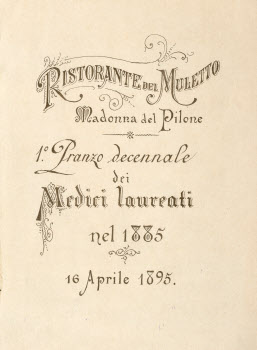 RISTORANTE DEL MULETTO
Madonna del Pilone
1.º Pranzo decennale
dei
Medici laureati
nel 1885
16 Aprile 1895.